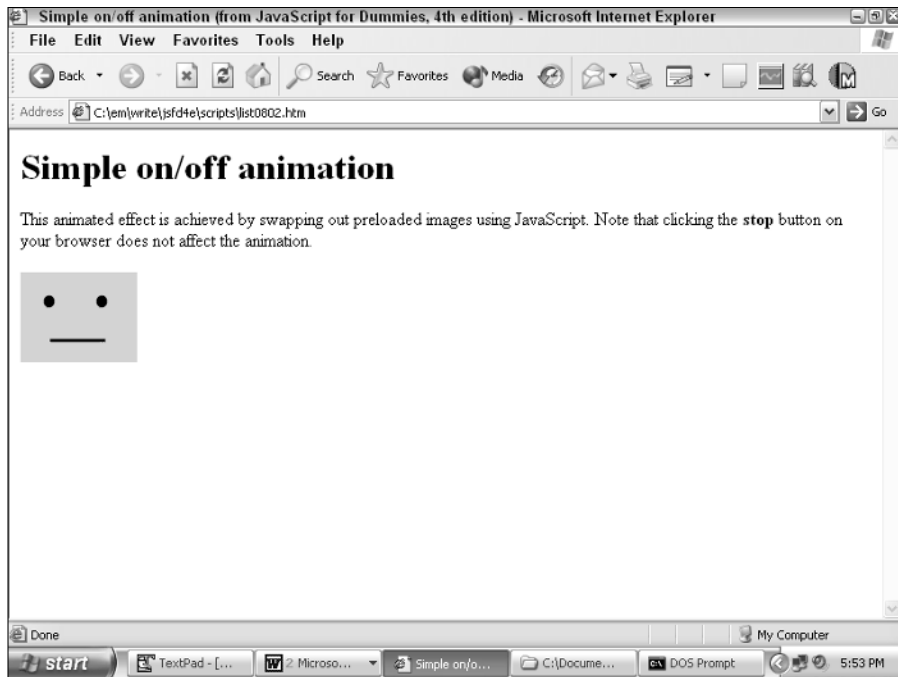 Simple on/off animation (from JavaScript for Dummies, 4th edition) - Microsoft Internet Explorer
File Edit View Favorites Tools Help
Back Search Favorites Media
Address C:\em\write\jsfd4e\scripts\list0802.htm Go
Simple on/off animation
This animated effect is achieved by swapping out preloaded images using JavaScript. Note that clicking the stop button on
your browser does not affect the animation.
Done My Computer
start TextPad - [... 2 Microso... Simple on/o... C:\Docume... DOS Prompt 5:53 PM